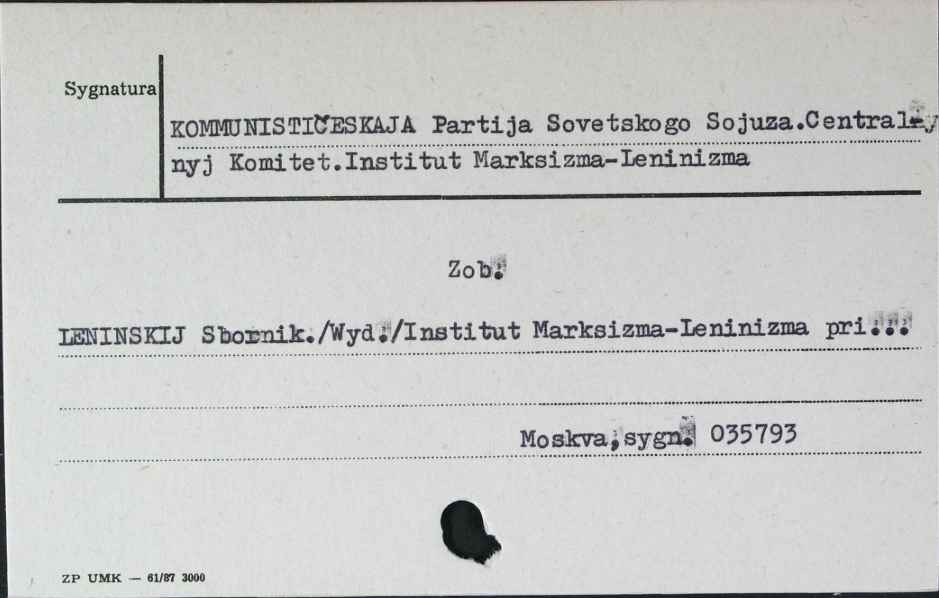 Sygnatura
KOMMUNISTIČESKAJA Partija Sovetskogo Sojuza.Central-
nyj Komitet.Institut Marksizma-Leninizma
Zob.
LENINSKIJ Sbornik./Wyd./Institut Marksizma-Leninizma pri...
Moskva,sygn. 035793
ZP UMK — 61/87 3000